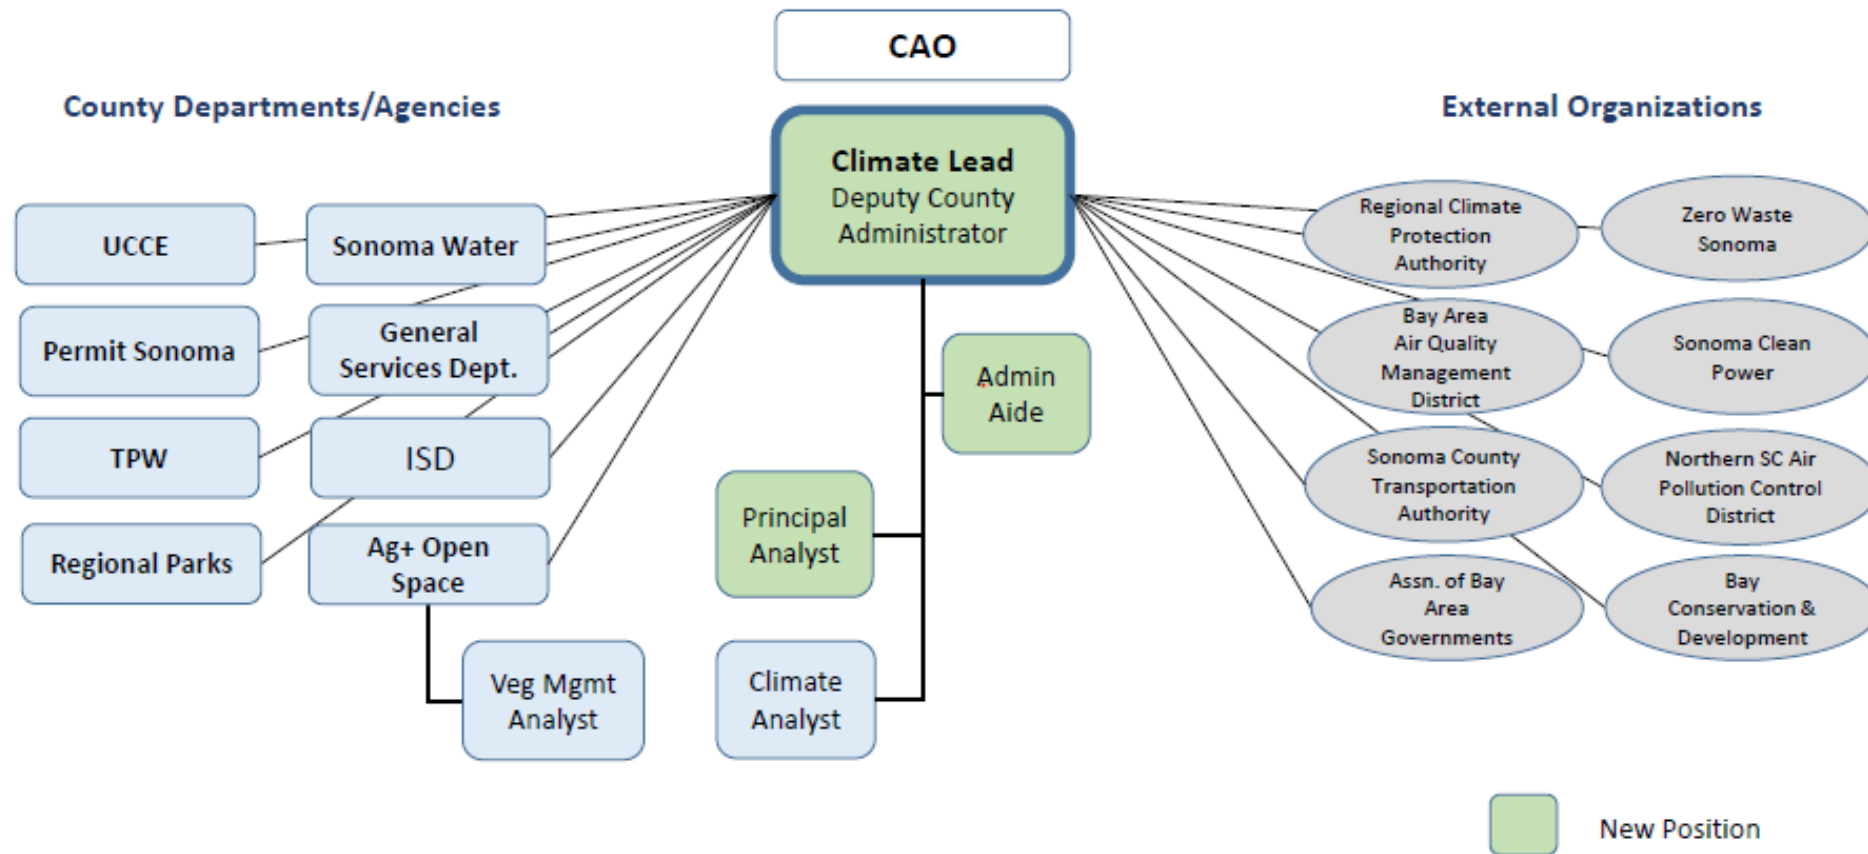 CAO
County Departments/Agencies
External Organizations
Climate Lead
Deputy County
Administrator
UCCE
Sonoma Water
Permit Sonoma
General
Services Dept.
TPW
ISD
Regional Parks
Ag+ Open
Space
Veg Mgmt
Analyst
Admin
Aide
Principal
Analyst
Climate
Analyst
Regional Climate
Protection
Authority
Zero Waste
Sonoma
Bay Area
Air Quality
Management
District
Sonoma Clean
Power
Sonoma County
Transportation
Authority
Northern SC Air
Pollution Control
District
Assn. of Bay
Area
Governments
Bay
Conservation &
Development
New Position